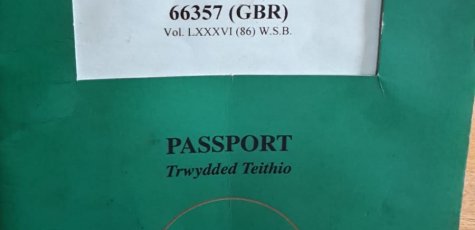 66357 (GBR)
Vol. LXXXVI (86) W.S.B.
PASSPORT
Trwydded Teithio